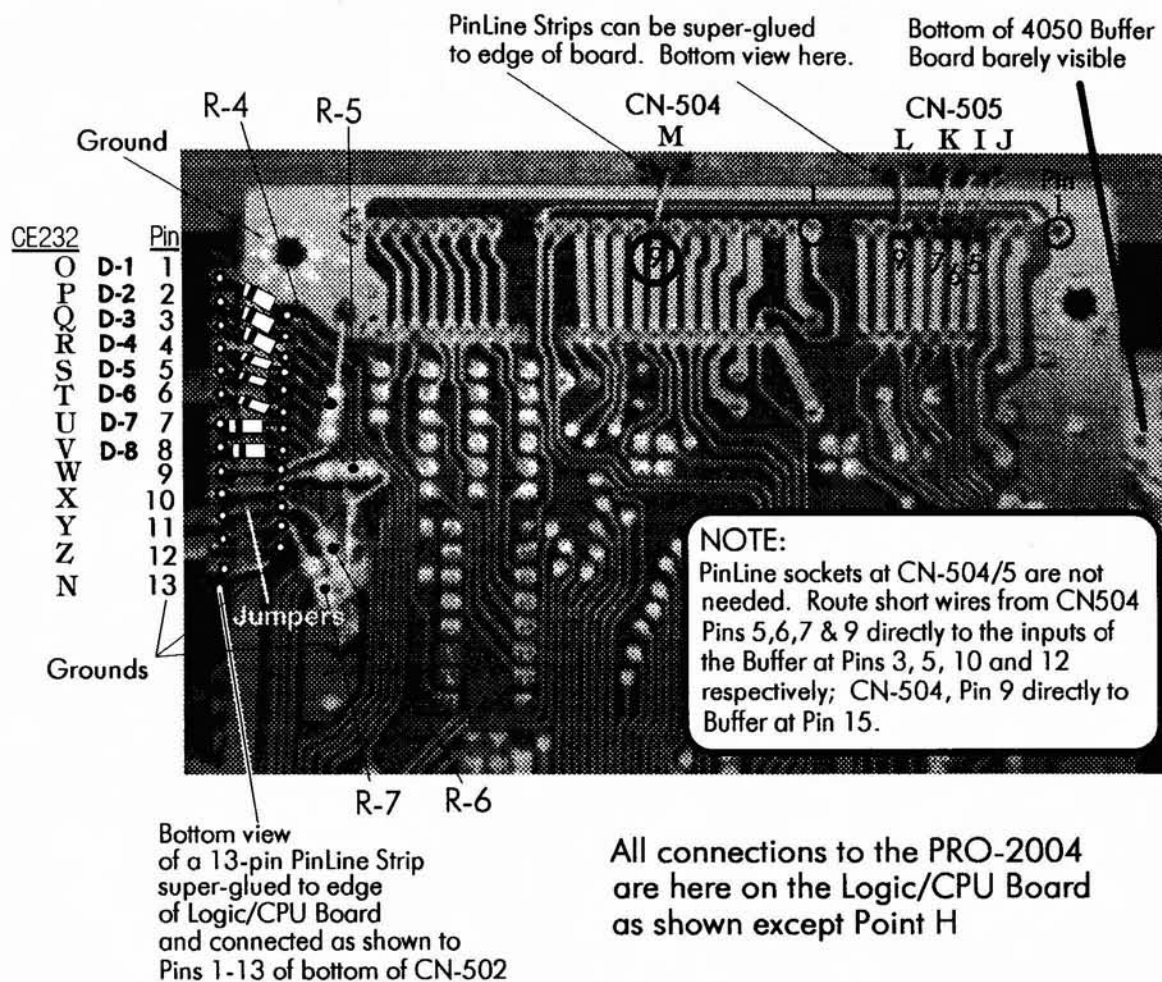 PinLine Strips can be super-glued
to edge of board. Bottom view here.
Bottom of 4050 Buffer
Board barely visible
CN-504
M
CN-505
L K I J
R-4
R-5
Ground
Pin
9
9 7 6 5
CE232 Pin
O D-1 1
P D-2 2
Q D-3 3
R D-4 4
S D-5 5
T D-6 6
U D-7 7
V D-8 8
W 9
X 10
Y 11
Z 12
N 13
Jumpers
Grounds
NOTE:
PinLine sockets at CN-504/5 are not
needed. Route short wires from CN504
Pins 5,6,7 & 9 directly to the inputs of
the Buffer at Pins 3, 5, 10 and 12
respectively; CN-504, Pin 9 directly to
Buffer at Pin 15.
R-7
R-6
Bottom view
of a 13-pin PinLine Strip
super-glued to edge
of Logic/CPU Board
and connected as shown to
Pins 1-13 of bottom of CN-502
All connections to the PRO-2004
are here on the Logic/CPU Board
as shown except Point H